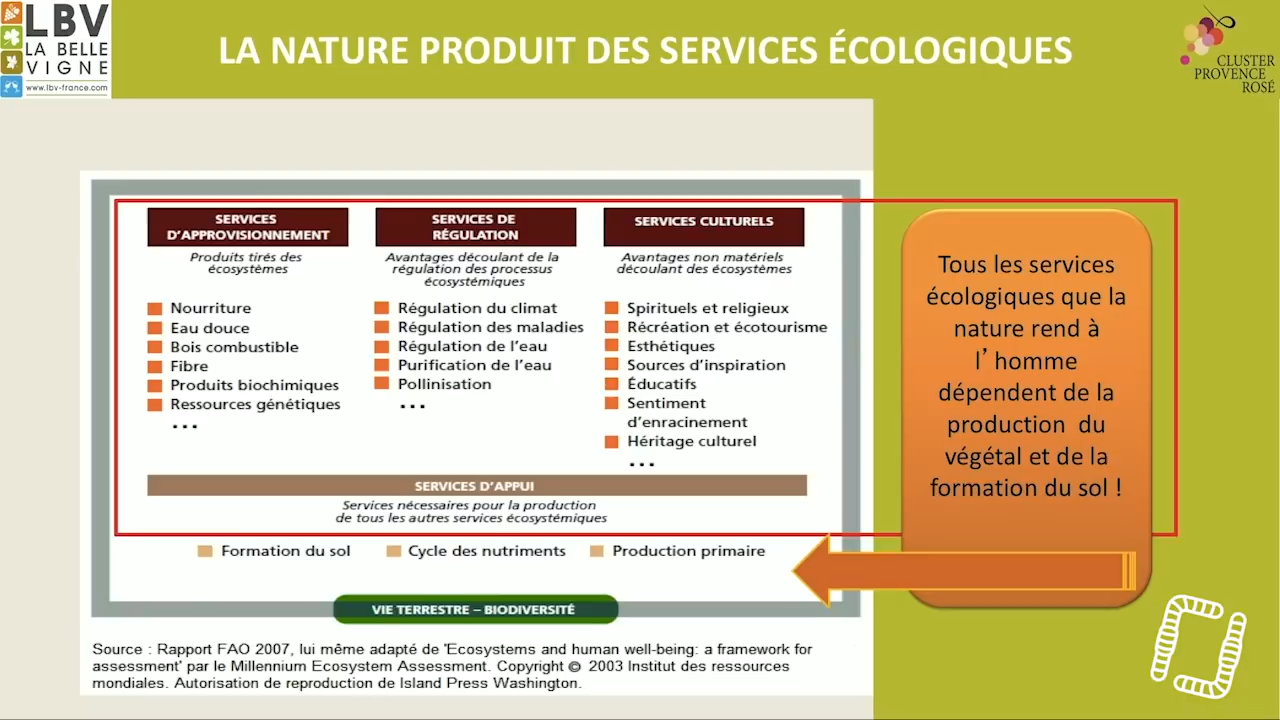 LBV
LA BELLE
VIGNE
www.lbv-france.com
LA NATURE PRODUIT DES SERVICES ÉCOLOGIQUES
CLUSTER
PROVENCE
ROSÉ
SERVICES
D'APPROVISIONNEMENT
Produits tirés des
écosystèmes
Nourriture
Eau douce
Bois combustible
Fibre
Produits biochimiques
Ressources génétiques
...
SERVICES DE
RÉGULATION
Avantages découlant de la
régulation des processus
écosystémiques
Régulation du climat
Régulation des maladies
Régulation de l'eau
Purification de l'eau
Pollinisation
...
SERVICES CULTURELS
Avantages non matériels
découlant des écosystèmes
Spirituels et religieux
Récréation et écotourisme
Esthétiques
Sources d'inspiration
Éducatifs
Sentiment
d'enracinement
Héritage culturel
...
SERVICES D'APPUI
Services nécessaires pour la production
de tous les autres services écosystémiques
Formation du sol
Cycle des nutriments
Production primaire
VIE TERRESTRE – BIODIVERSITÉ
Tous les services
écologiques que la
nature rend à
l’homme
dépendent de la
production du
végétal et de la
formation du sol !
Source : Rapport FAO 2007, lui même adapté de 'Ecosystems and human well-being: a framework for
assessment' par le Millennium Ecosystem Assessment. Copyright © 2003 Institut des ressources
mondiales. Autorisation de reproduction de Island Press Washington.